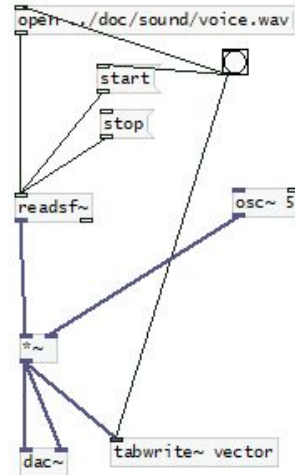 open ../doc/sound/voice.wav
start
stop
readsf~
osc~ 5
*~
dac~
tabwrite~ vector